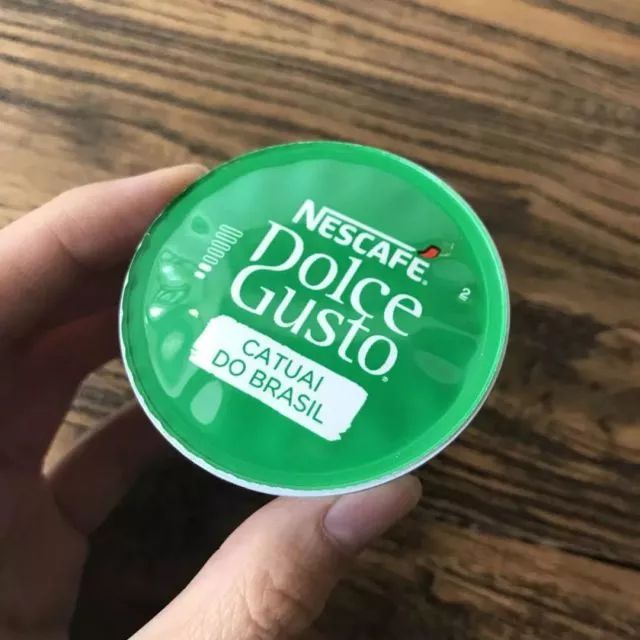 NESCAFÉ®
Dolce
Gusto®
CATUAI
DO BRASIL
2